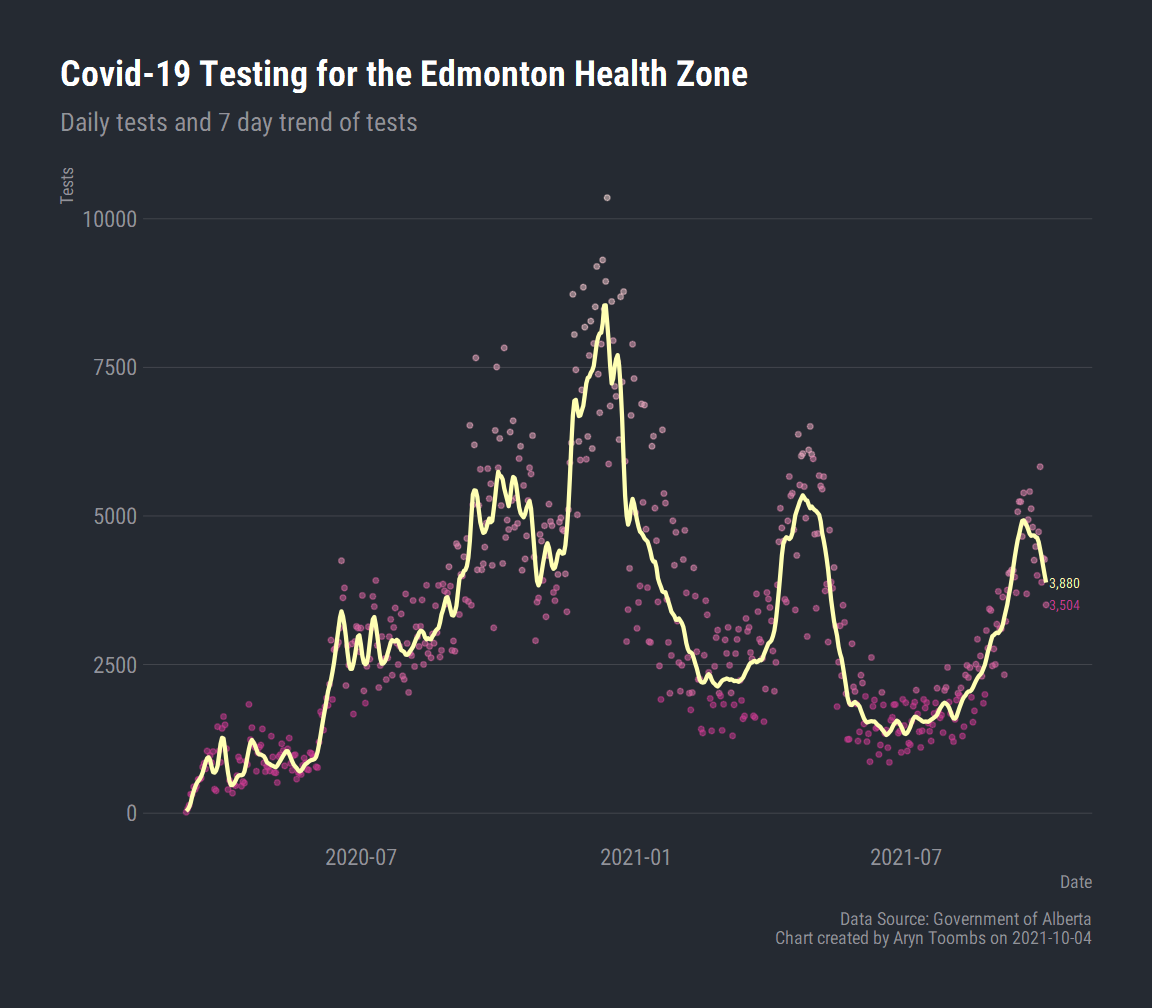 Covid-19 Testing for the Edmonton Health Zone
Daily tests and 7 day trend of tests
Tests
10000
7500
5000
2500
0
3,880
3,504
2020-07
2021-01
2021-07
Date
Data Source: Government of Alberta
Chart created by Aryn Toombs on 2021-10-04